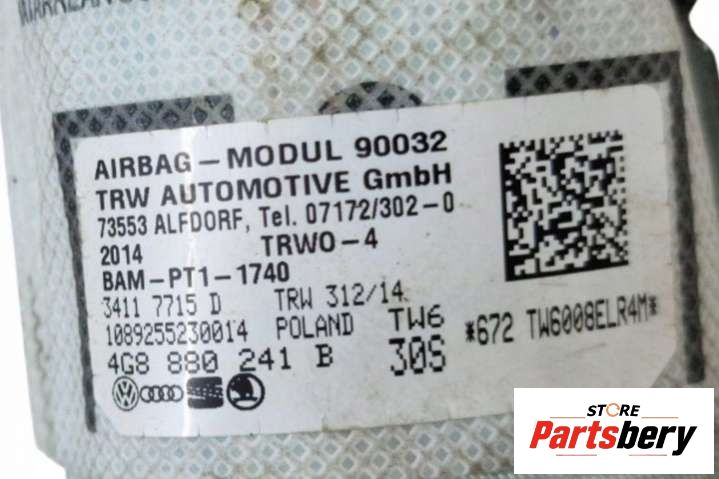 AIRBAG – MODUL 90032
TRW AUTOMOTIVE GmbH
73553 ALFDORF, Tel. 07172/302-0
2014 TRWO-4
BAM-PT1-1740
3411 7715 D TRW 312/14
1089255230014 POLAND TW6
*672 TW6008ELR4M*
4G8 880 241 B 30S
STORE
Partsbery